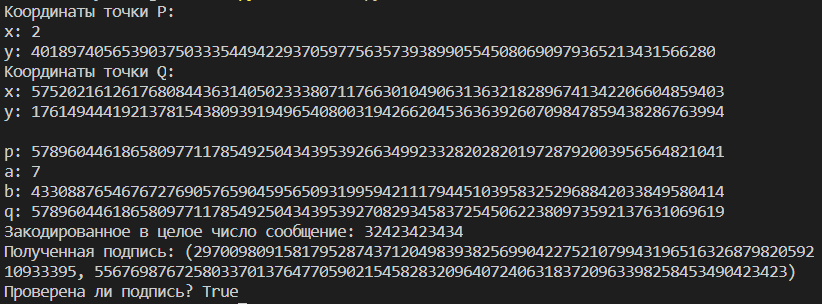 Координаты точки P:
x: 2
y: 4018974056539037503335449422937059775635739389905545080690979365213431566280
Координаты точки Q:
x: 57520216126176808443631405023338071176630104906313632182896741342206604859403
y: 17614944419213781543809391949654080031942662045363639260709847859438286763994
p: 57896044618658097711785492504343953926634992332820282019728792003956564821041
a: 7
b: 43308876546767276905765904595650931995942111794451039583252968842033849580414
q: 57896044618658097711785492504343953927082934583725450622380973592137631069619
Закодированное в целое число сообщение: 32423423434
Полученная подпись: (297009809158179528743712049839382569904227521079943196516326879820592
10933395, 55676987672580337013764770590215458283209640724063183720963398258453490423423)
Проверена ли подпись? True